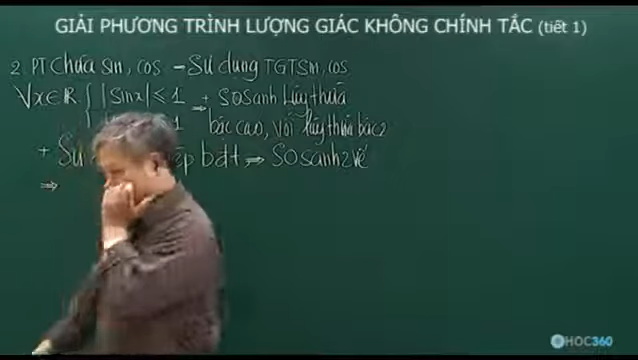 GIẢI PHƯƠNG TRÌNH LƯỢNG GIÁC KHÔNG CHÍNH TẮC (tiết 1)
2. PT chứa sin, cos - Sử dụng TGT sin, cos
∀x∈R { |sinx| ≤ 1 ⇒ + so sánh lũy thừa
≤ 1 bậc cao, với lũy thừa bậc 2
+ Sử bđt ⇒ so sánh 2 vế
⇒
HOC360